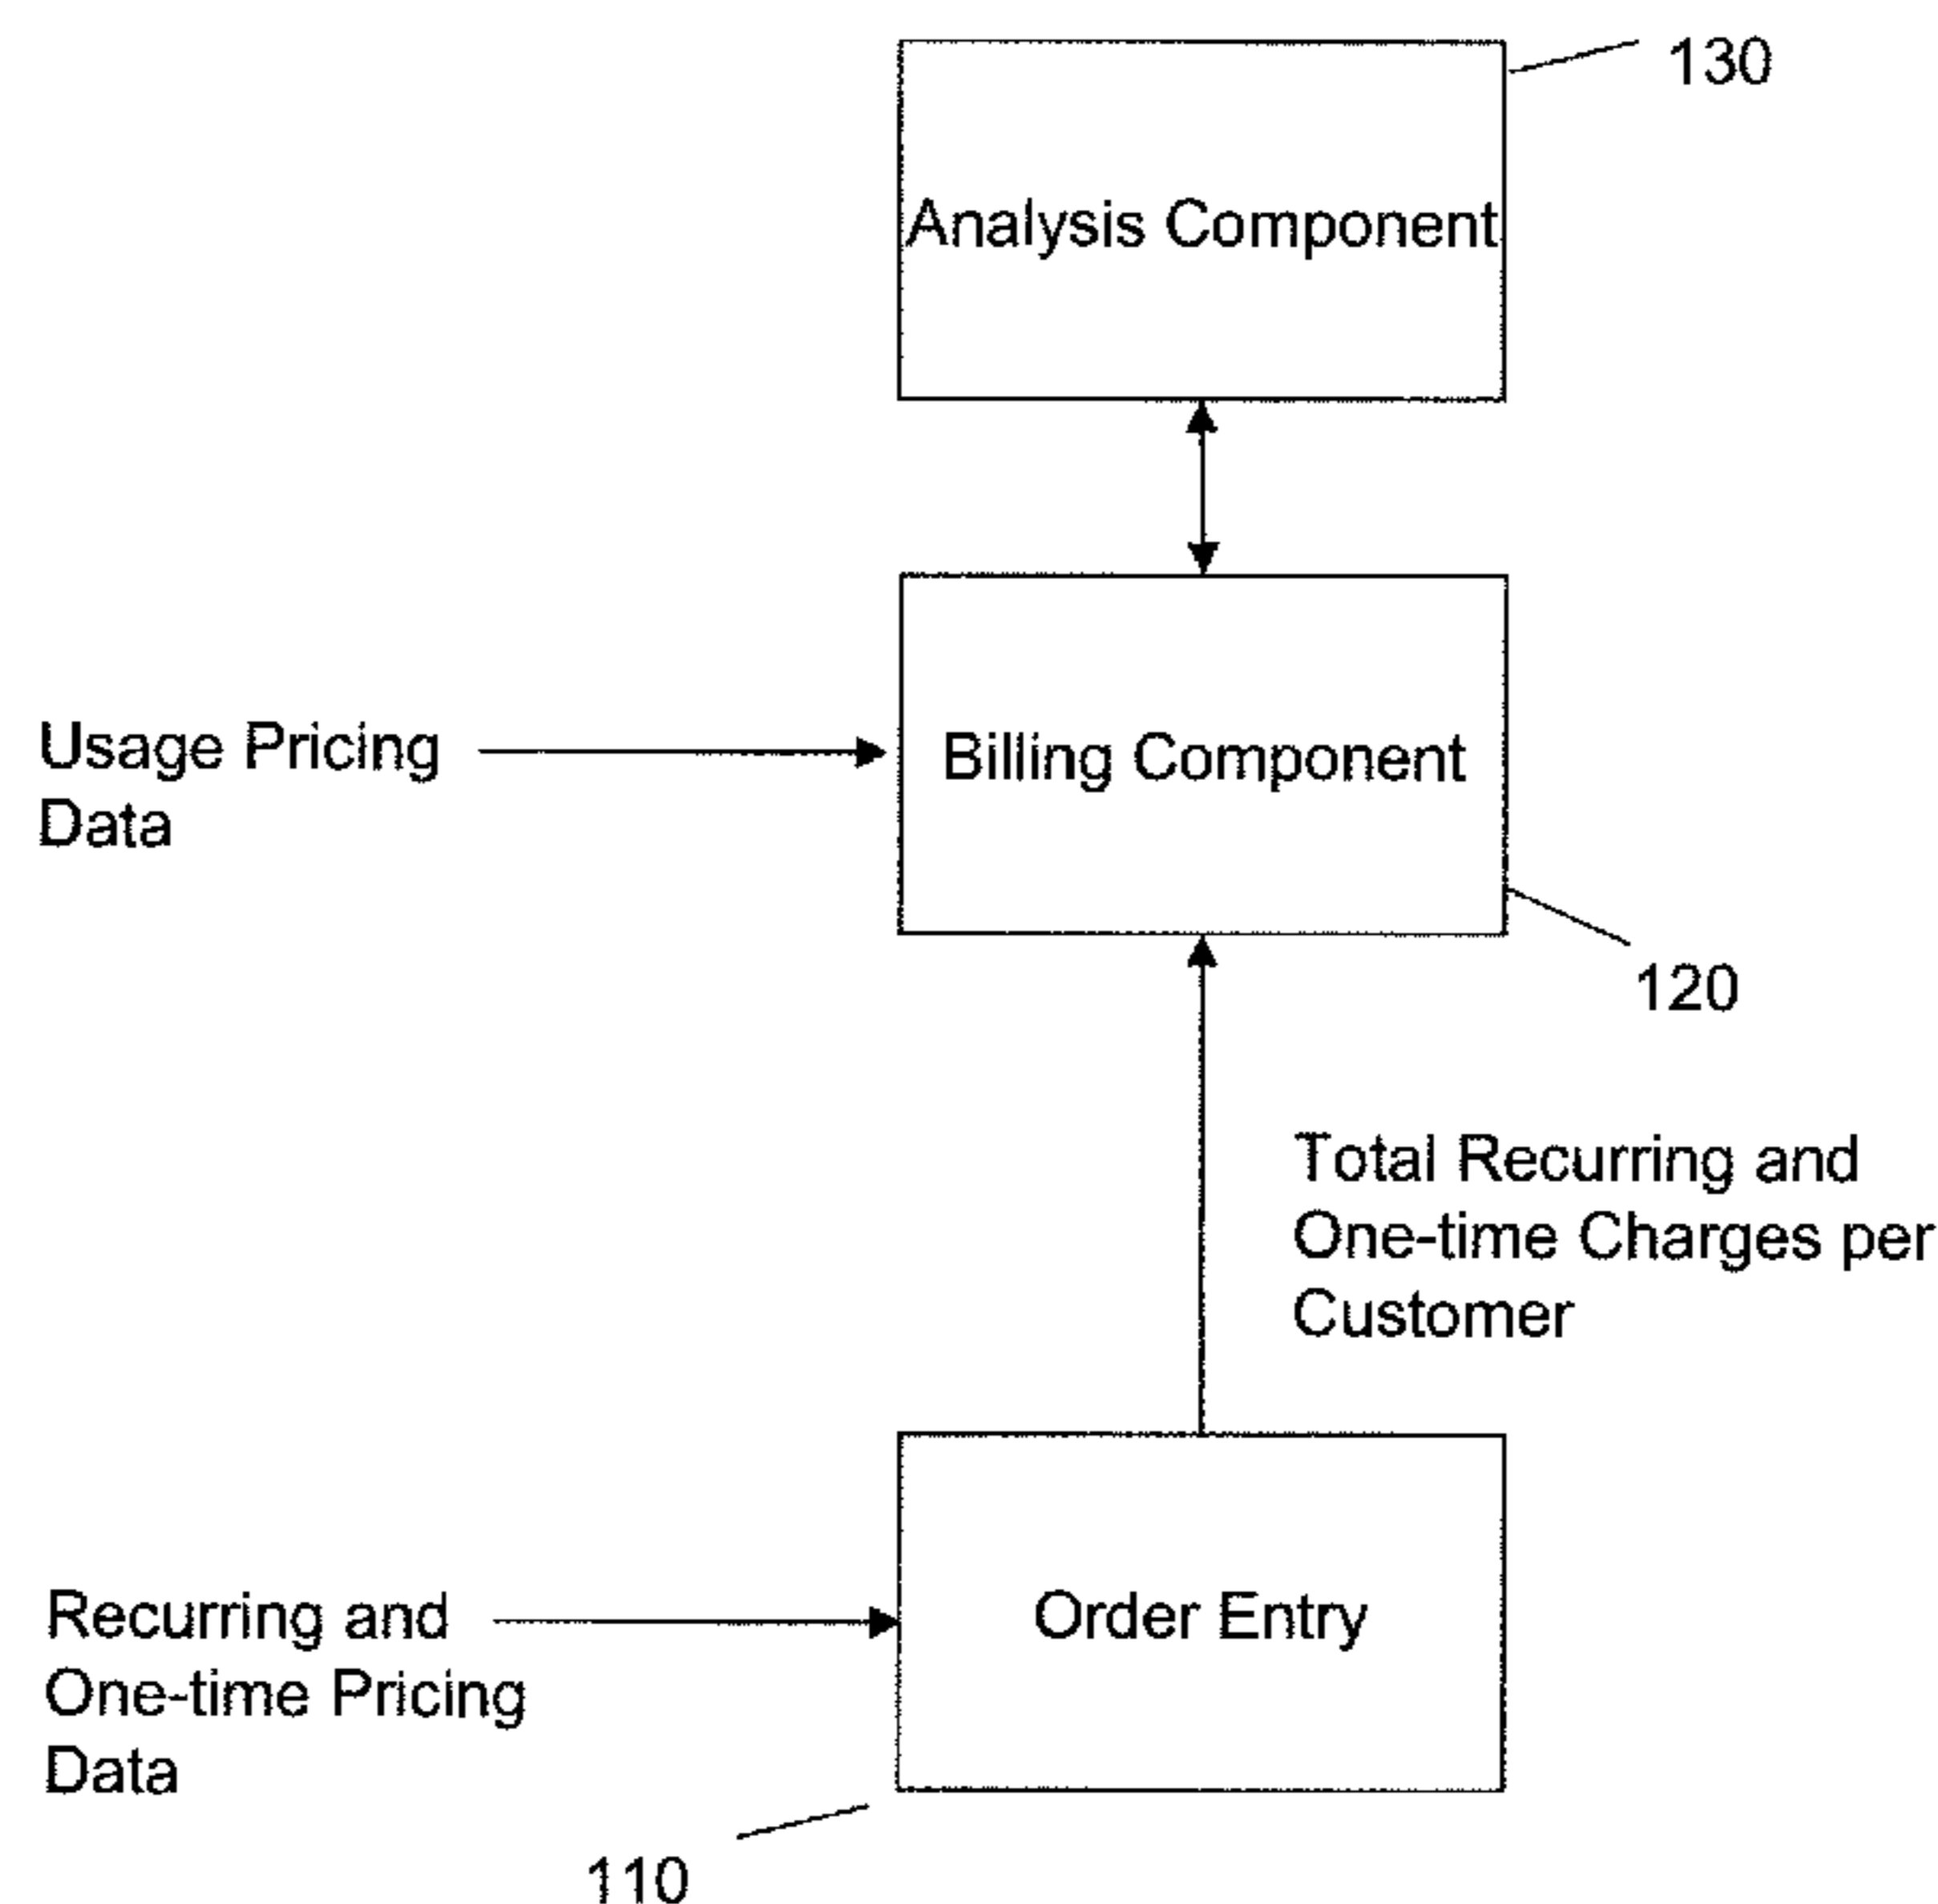 130
Analysis Component
Usage Pricing
Data
Billing Component
120
Total Recurring and
One-time Charges per
Customer
Recurring and
One-time Pricing
Data
Order Entry
110